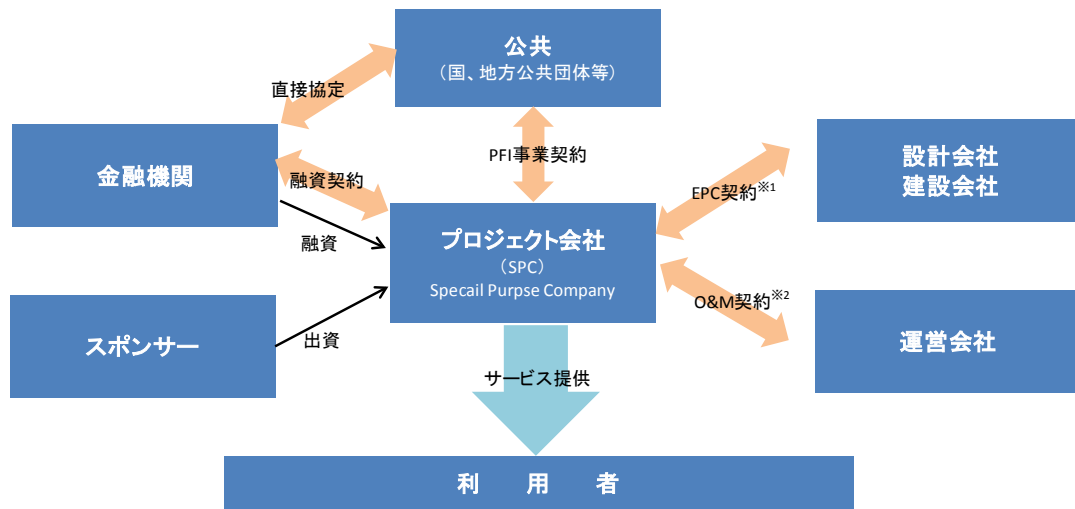 公共
（国、地方公共団体等）
直接協定
金融機関
PFI事業契約
設計会社
建設会社
融資契約
EPC契約※1
融資
プロジェクト会社
（SPC）
Specail Purpse Company
O&M契約※2
スポンサー
出資
運営会社
サービス提供
利　用　者